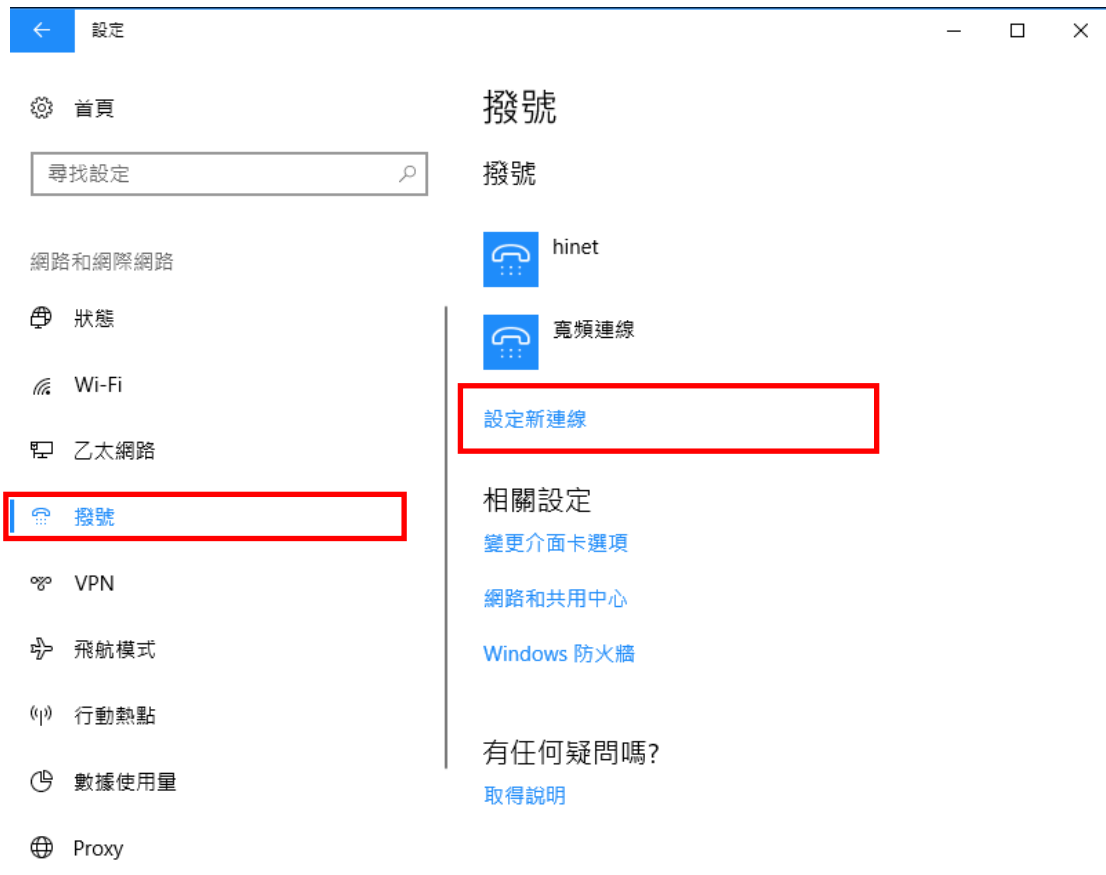 設定
首頁
尋找設定
網路和網際網路
狀態
Wi-Fi
乙太網路
撥號
VPN
飛航模式
行動熱點
數據使用量
Proxy
撥號
撥號
hinet
寬頻連線
設定新連線
相關設定
變更介面卡選項
網路和共用中心
Windows 防火牆
有任何疑問嗎?
取得說明